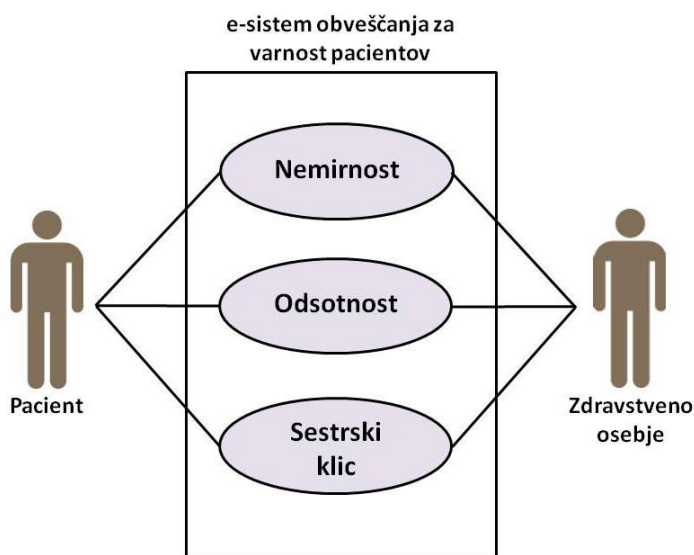 e-sistem obveščanja za
varnost pacientov
Nemirnost
Odsotnost
Sestrski
klic
Pacient
Zdravstveno
osebje